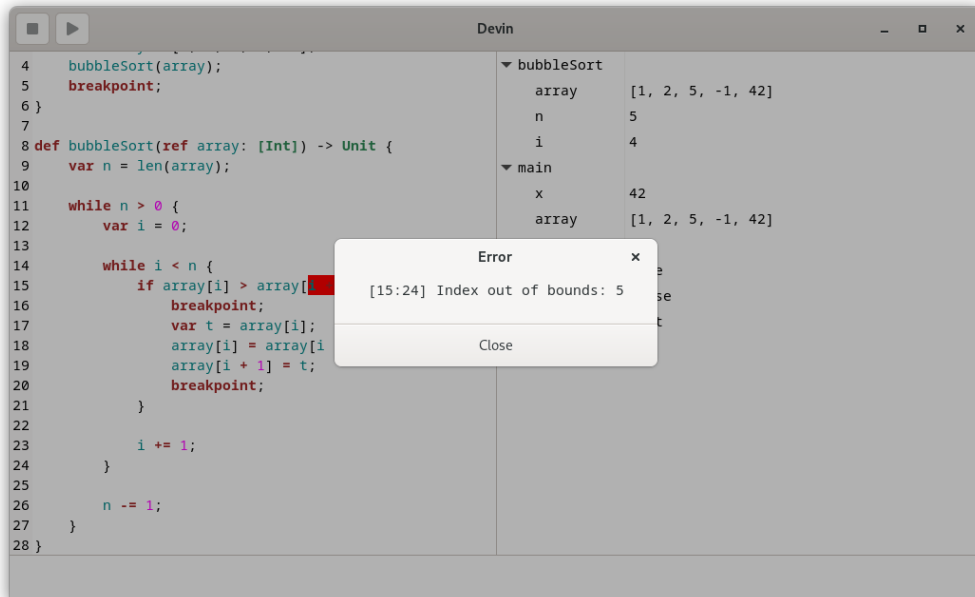 Devin
4 bubbleSort(array);
5 breakpoint;
6 }
7
8 def bubbleSort(ref array: [Int]) -> Unit {
9 var n = len(array);
10
11 while n > 0 {
12 var i = 0;
13
14 while i < n {
15 if array[i] > array[i
16 breakpoint;
17 var t = array[i];
18 array[i] = array[i
19 array[i + 1] = t;
20 breakpoint;
21 }
22
23 i += 1;
24 }
25
26 n -= 1;
27 }
28 }
bubbleSort
array [1, 2, 5, -1, 42]
n 5
i 4
main
x 42
array [1, 2, 5, -1, 42]
Error
[15:24] Index out of bounds: 5
Close